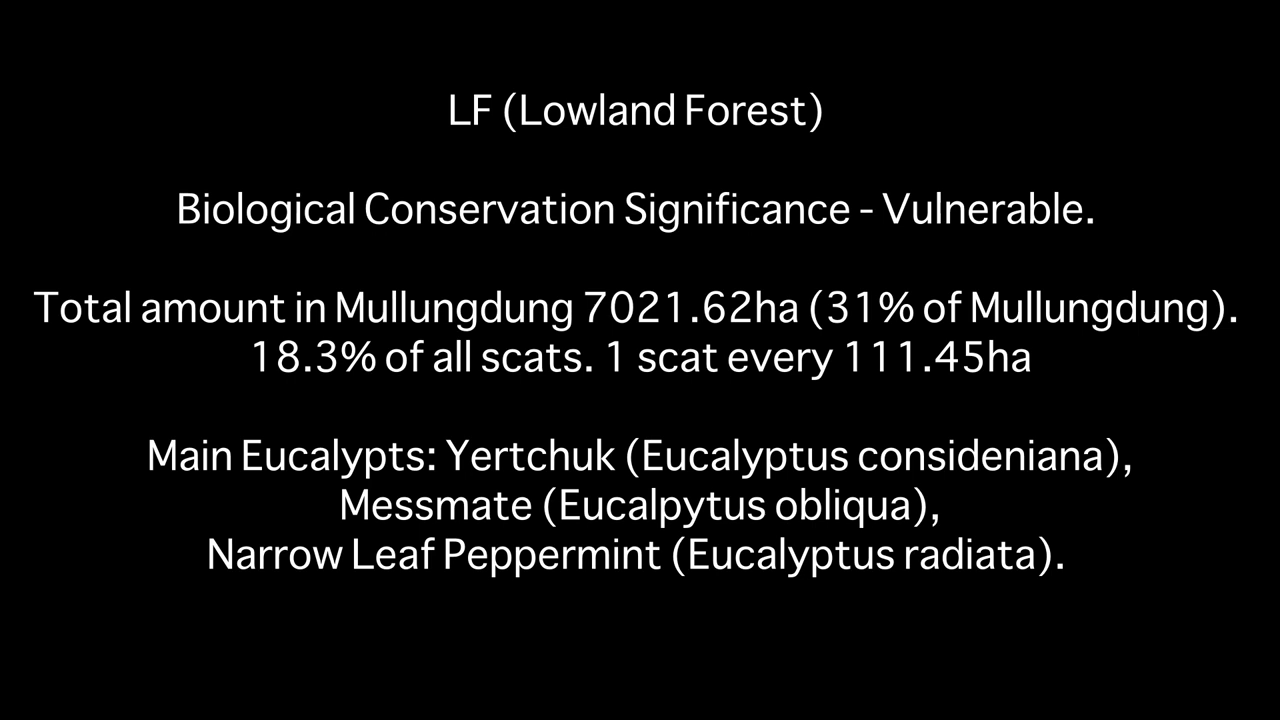 LF (Lowland Forest)
Biological Conservation Significance - Vulnerable.
Total amount in Mullungdung 7021.62ha (31% of Mullungdung).
18.3% of all scats. 1 scat every 111.45ha
Main Eucalypts: Yertchuk (Eucalyptus consideniana),
Messmate (Eucalpytus obliqua),
Narrow Leaf Peppermint (Eucalyptus radiata).